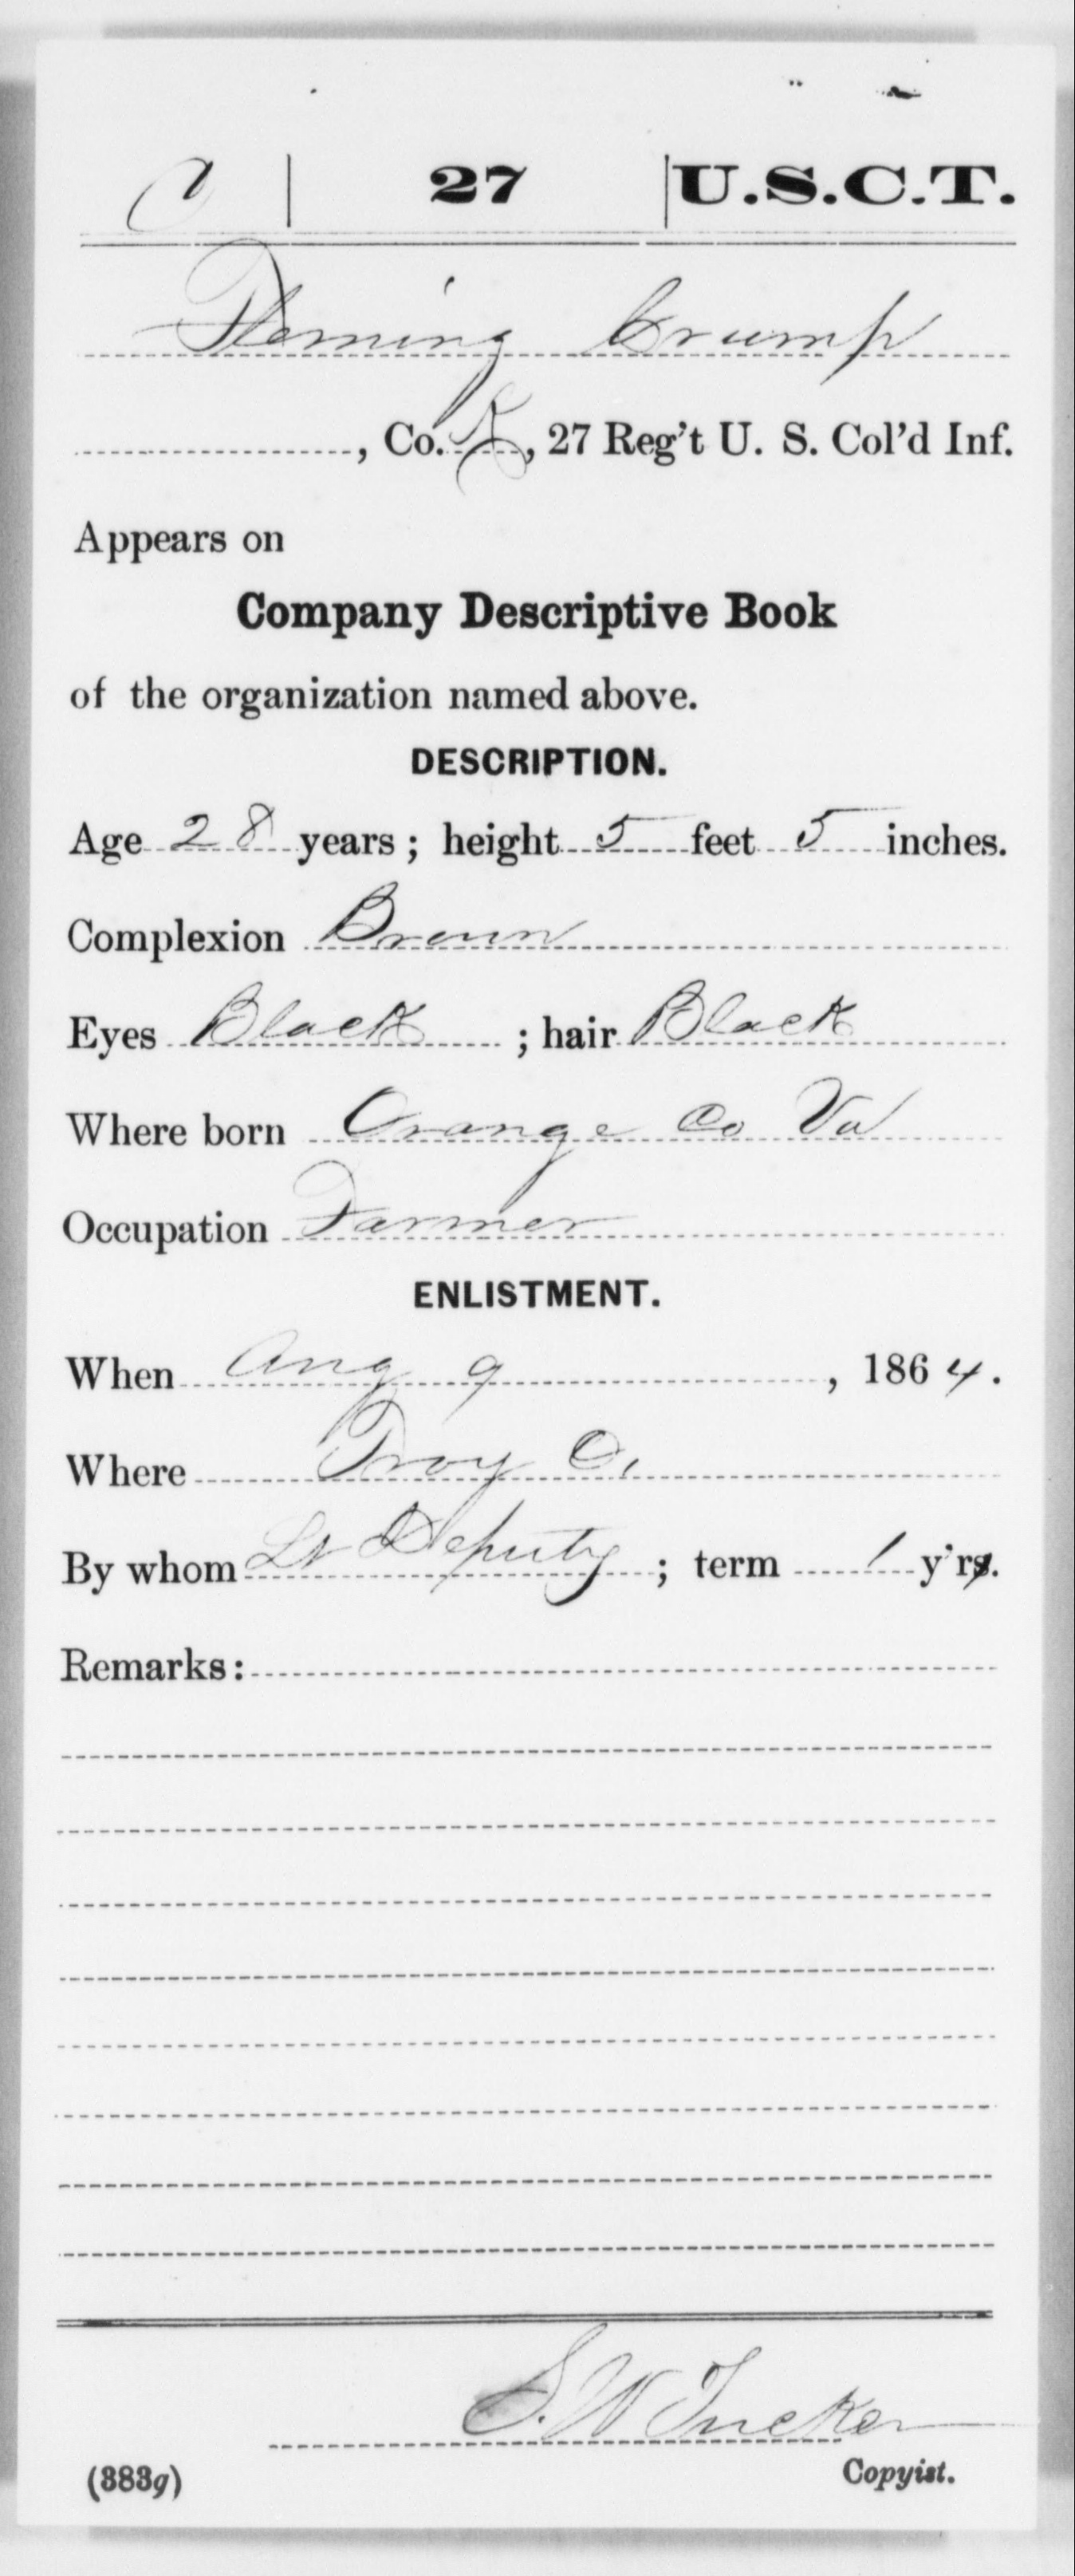 C | 27 | U.S.C.T.
Fleming Crump
, Co. K, 27 Reg't U. S. Col'd Inf.
Appears on
Company Descriptive Book
of the organization named above.
DESCRIPTION.
Age 28 years; height 5 feet 5 inches.
Complexion Brown
Eyes Black ; hair Black
Where born Orange Co Va
Occupation Farmer
ENLISTMENT.
When Aug 9, 1864.
Where Troy O.
By whom Lt Deputy; term 1 y'rs.
Remarks:
S. W. Tucker
(383g) Copyist.